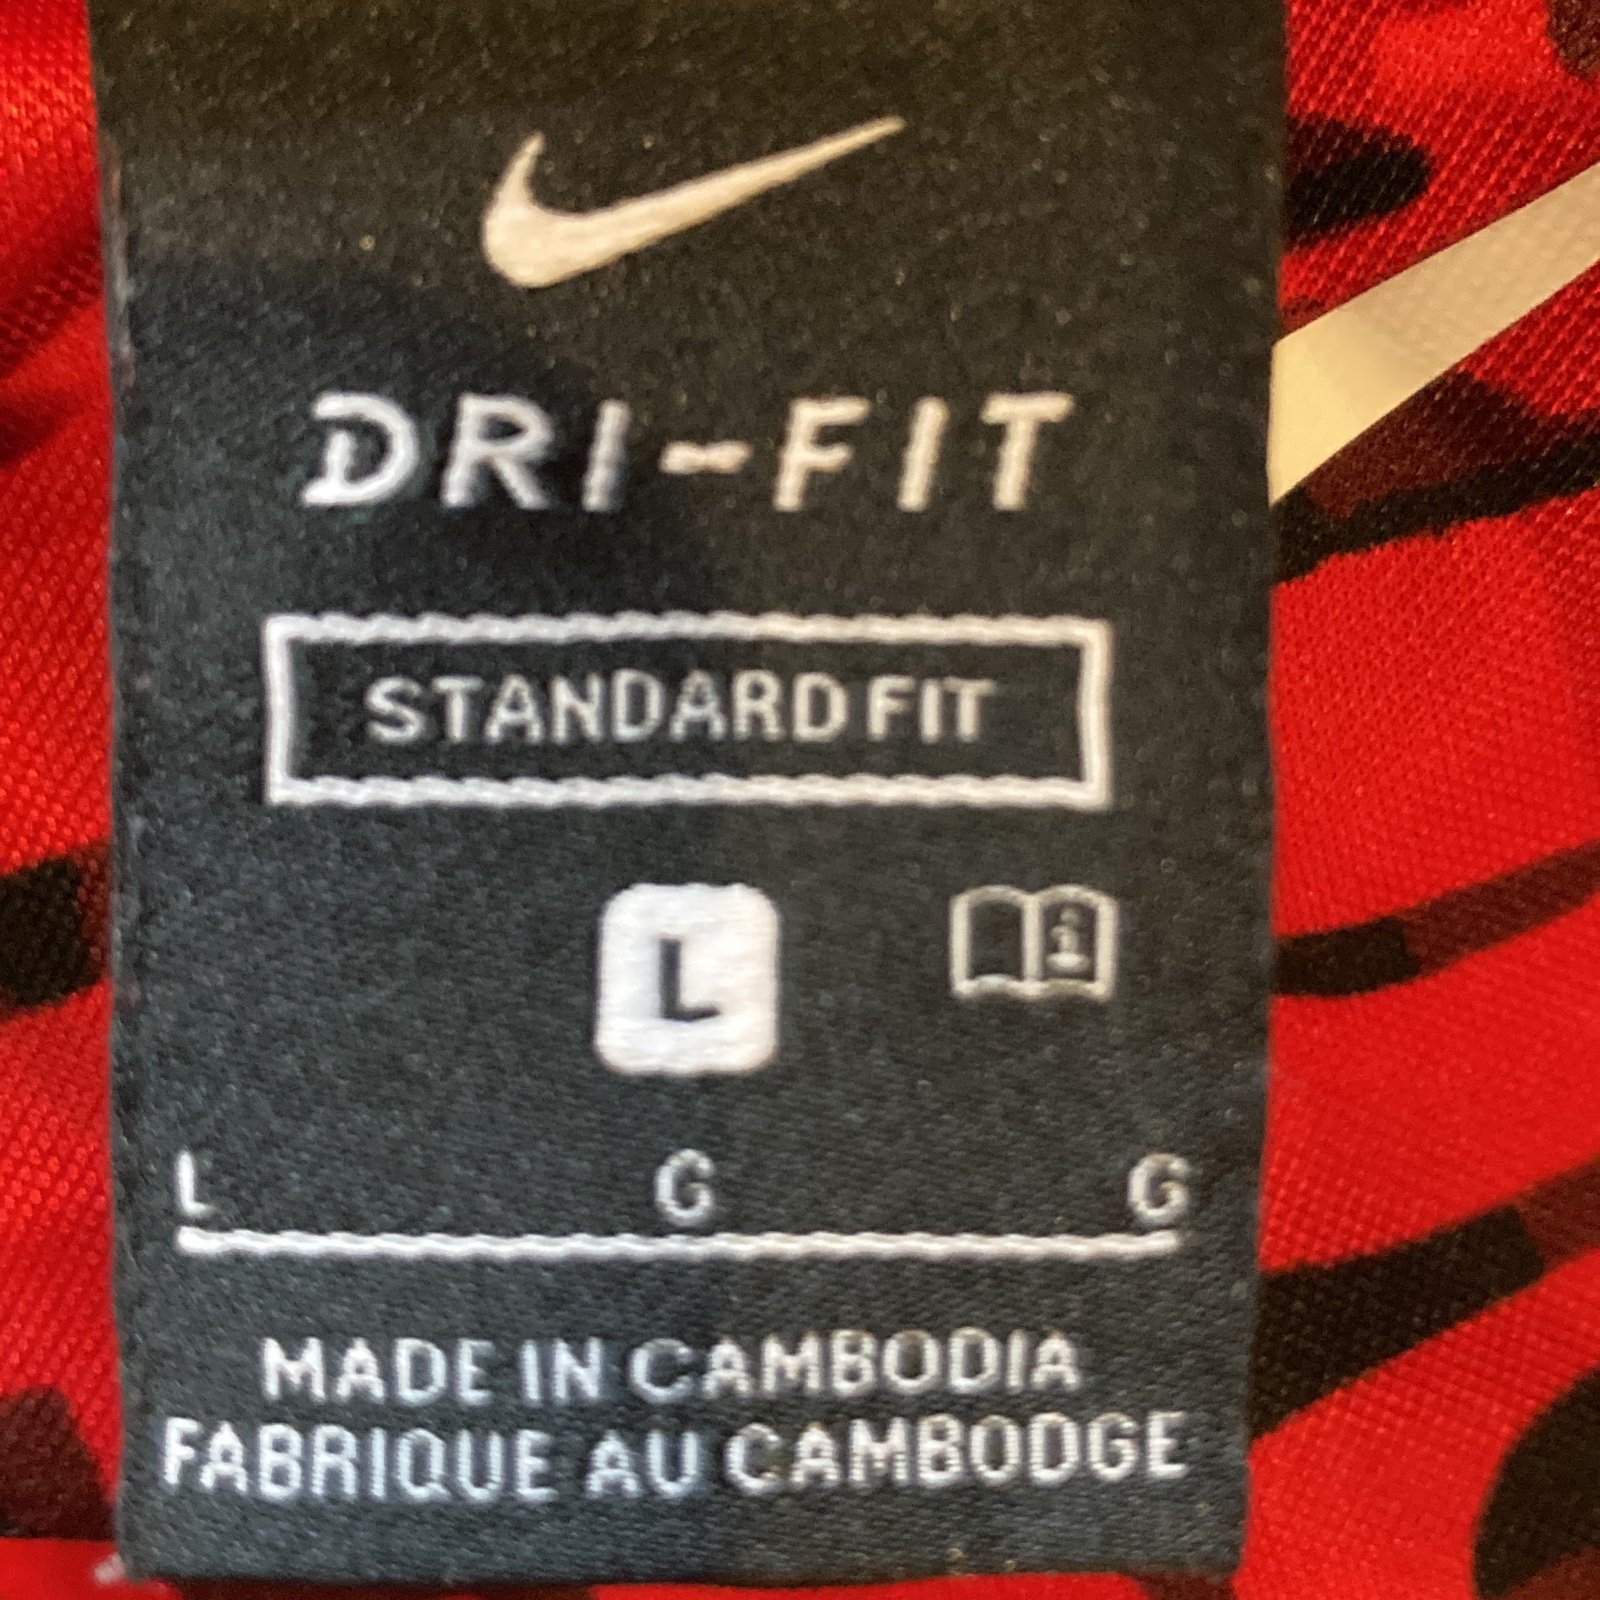 DRI-FIT
STANDARD FIT
L
i
L G G
MADE IN CAMBODIA
FABRIQUE AU CAMBODGE